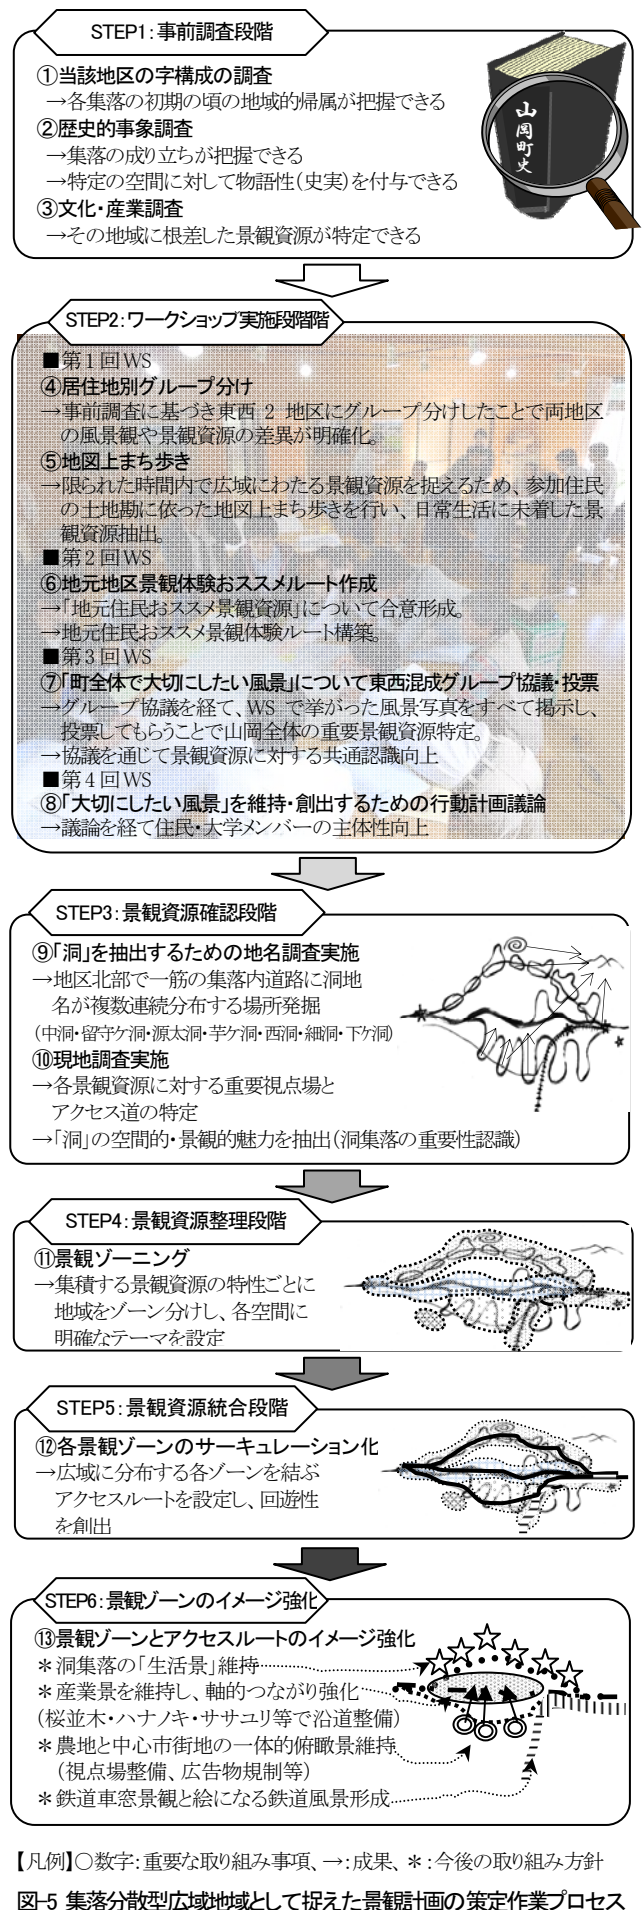 STEP1：事前調査段階
①当該地区の字構成の調査
→各集落の初期の頃の地域的帰属が把握できる
②歴史的事象調査
→集落の成り立ちが把握できる
→特定の空間に対して物語性（史実）を付与できる
③文化・産業調査
→その地域に根差した景観資源が特定できる
山岡町史
STEP2：ワークショップ実施段階階
■第１回WS
④居住地別グループ分け
→事前調査に基づき東西 2 地区にグループ分けしたことで両地区
の風景観や景観資源の差異が明確化。
⑤地図上まち歩き
→限られた時間内で広域にわたる景観資源を捉えるため、参加住民
の土地勘に依った地図上まち歩きを行い、日常生活に未着した景
観資源抽出。
■第２回WS
⑥地元地区景観体験おススメルート作成
→「地元住民おススメ景観資源」について合意形成。
→地元住民おススメ景観体験ルート構築。
■第３回WS
⑦「町全体で大切にしたい風景」について東西混成グループ協議・投票
→グループ協議を経て、WS で挙がった風景写真をすべて掲示し、
投票してもらうことで山岡全体の重要景観資源特定。
→協議を通じて景観資源に対する共通認識向上
■第４回WS
⑧「大切にしたい風景」を維持・創出するための行動計画議論
→議論を経て住民・大学メンバーの主体性向上
STEP3：景観資源確認段階
⑨「洞」を抽出するための地名調査実施
→地区北部で一筋の集落内道路に洞地
名が複数連続分布する場所発掘
（中洞・留守ケ洞・源太洞・芋ケ洞・西洞・細洞・下ケ洞）
⑩現地調査実施
→各景観資源に対する重要視点場と
アクセス道の特定
→「洞」の空間的・景観的魅力を抽出（洞集落の重要性認識）
STEP4：景観資源整理段階
⑪景観ゾーニング
→集積する景観資源の特性ごとに
地域をゾーン分けし、各空間に
明確なテーマを設定
STEP5：景観資源統合段階
⑫各景観ゾーンのサーキュレーション化
→広域に分布する各ゾーンを結ぶ
アクセスルートを設定し、回遊性
を創出
STEP6：景観ゾーンのイメージ強化
⑬景観ゾーンとアクセスルートのイメージ強化
＊洞集落の「生活景」維持
＊産業景を維持し、軸的つながり強化
（桜並木・ハナノキ・ササユリ等で沿道整備）
＊農地と中心市街地の一体的俯瞰景維持
（視点場整備、広告物規制等）
＊鉄道車窓景観と絵になる鉄道風景形成
【凡例】○数字：重要な取り組み事項、→：成果、＊：今後の取り組み方針
図-5 集落分散型広域地域として捉えた景観計画の策定作業プロセス